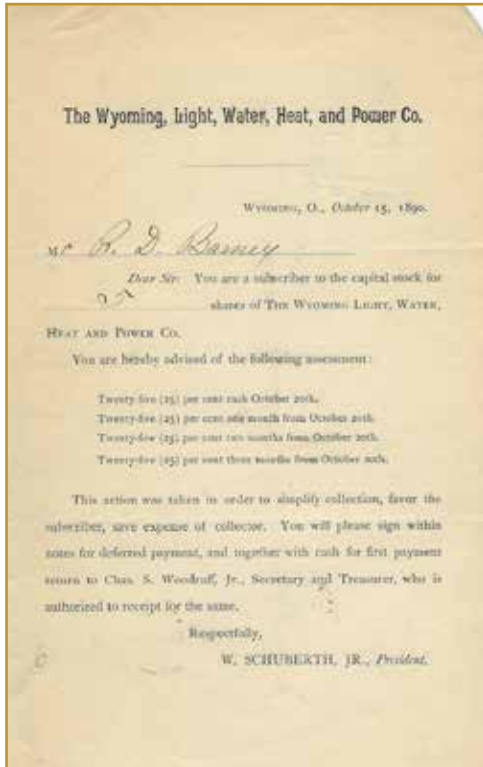 The Wyoming, Light, Water, Heat, and Power Co.
WYOMING, O., October 15, 1890.
Mr R. D. Barney
Dear Sir: You are a subscriber to the capital stock for
shares of THE WYOMING LIGHT, WATER,
HEAT AND POWER CO.
You are hereby advised of the following assessment:
Twenty-five (25) per cent cash October 20th.
Twenty-five (25) per cent one month from October 20th.
Twenty-five (25) per cent two months from October 20th.
Twenty-five (25) per cent three months from October 20th.
This action was taken in order to simplify collection, favor the
subscriber, save expense of collector. You will please sign within
notes for deferred payment, and together with cash for first payment
return to Chas. S. Woodruff, Jr., Secretary and Treasurer, who is
authorized to receipt for the same.
Respectfully,
W. SCHUBERTH, JR., President.